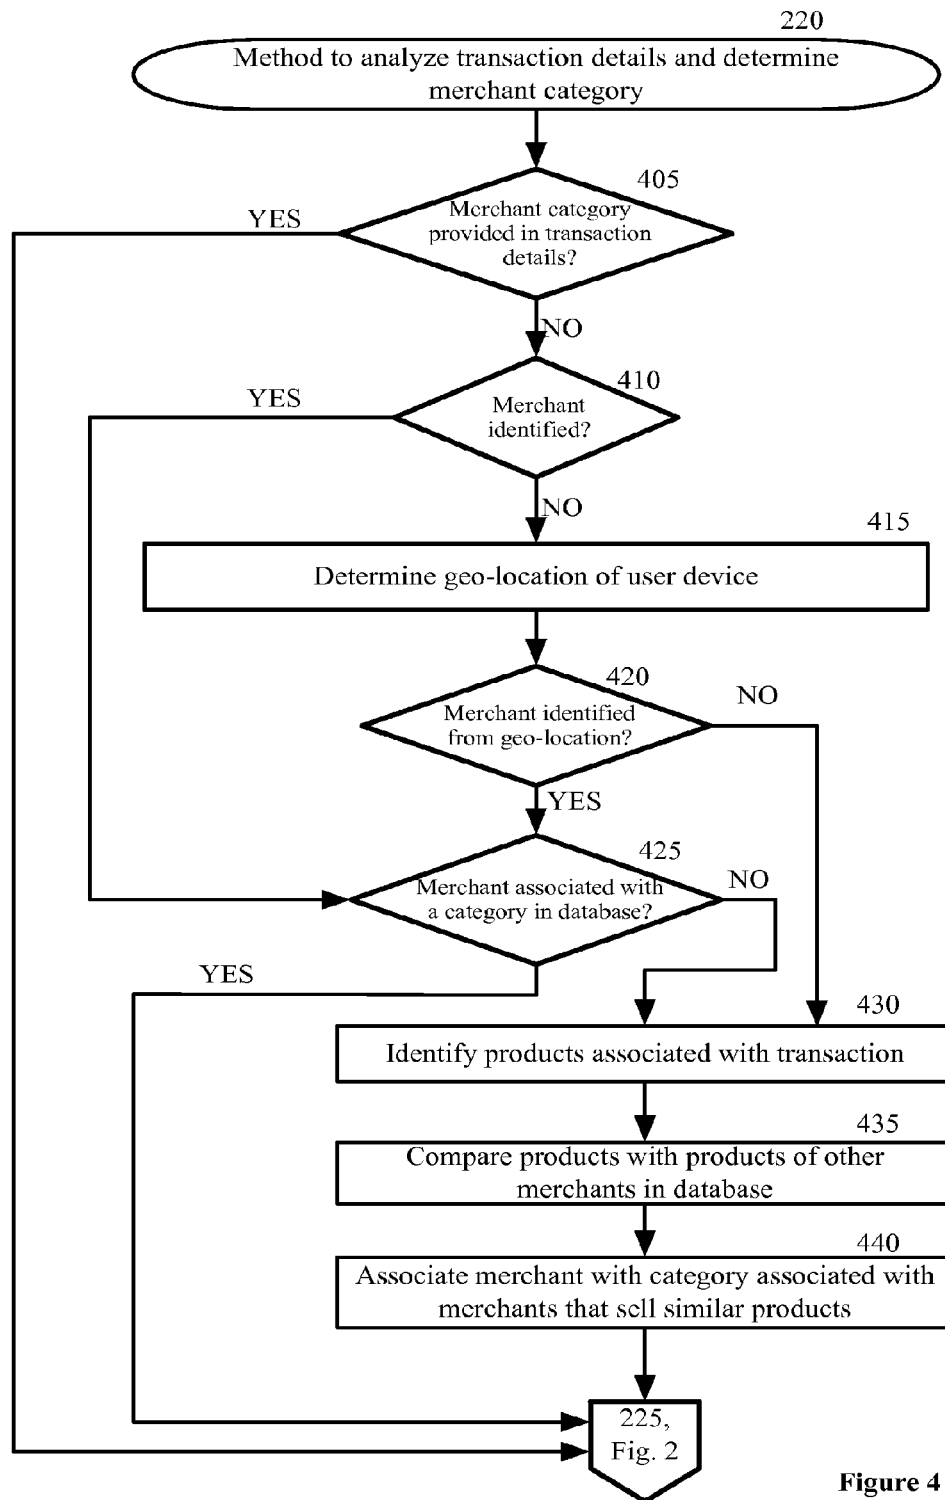 220
Method to analyze transaction details and determine
merchant category
405
YES
Merchant category
provided in transaction
details?
NO
410
YES
Merchant
identified?
NO
415
Determine geo-location of user device
420
NO
Merchant identified
from geo-location?
YES
425
NO
Merchant associated with
a category in database?
YES
430
Identify products associated with transaction
435
Compare products with products of other
merchants in database
440
Associate merchant with category associated with
merchants that sell similar products
225,
Fig. 2
Figure 4